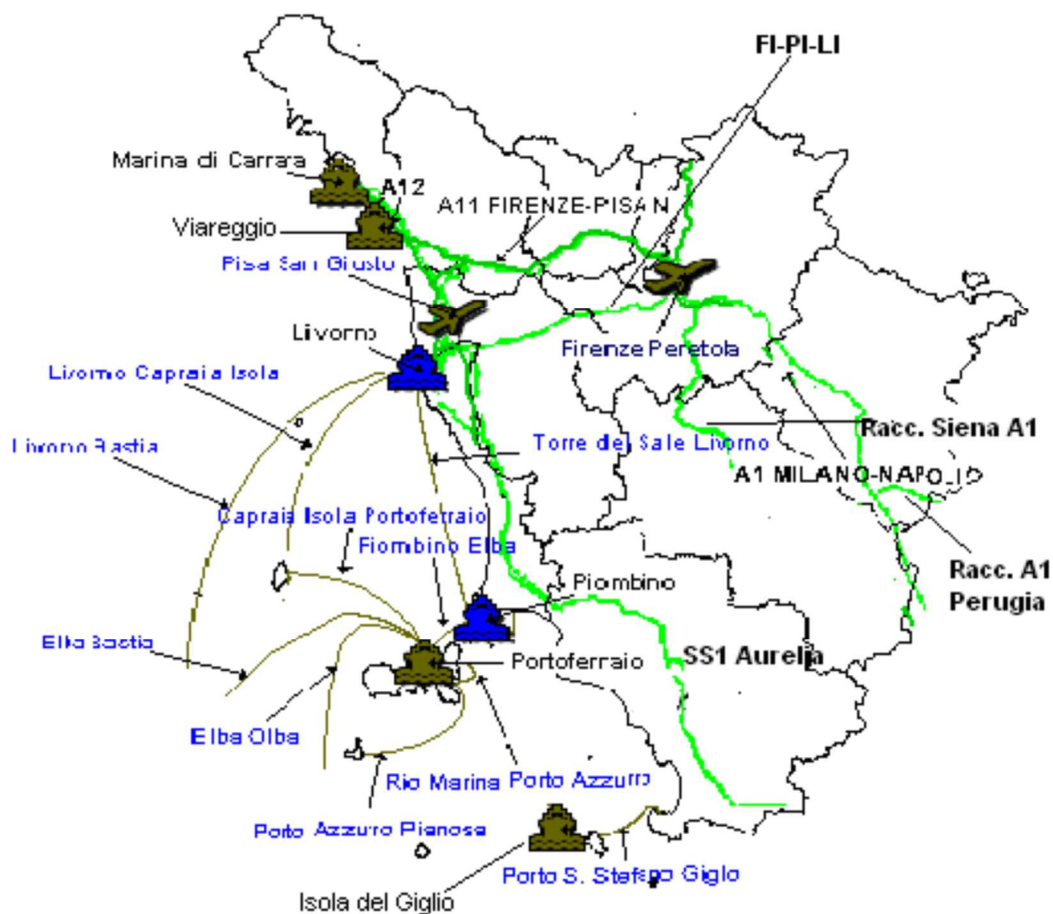 FI-PI-LI
Marina di Carrara
A12
A11 FIRENZE-PISA N
Viareggio
Pisa San Giusto
Livorno
Firenze Peretola
Livorno Capraia Isola
Racc. Siena A1
Livorno Bastia
Torre del Sale Livorno
A1 MILANO-NAPOLI
Capraia Isola Portoferraio
Piombino Elba
Racc. A1
Perugia
Piombino
Elba Bastia
Portoferraio
SS1 Aurelia
Elba Olba
Rio Marina Porto Azzurro
Porto Azzurro Pianosa
Porto S. Stefano Giglo
Isola del Giglio